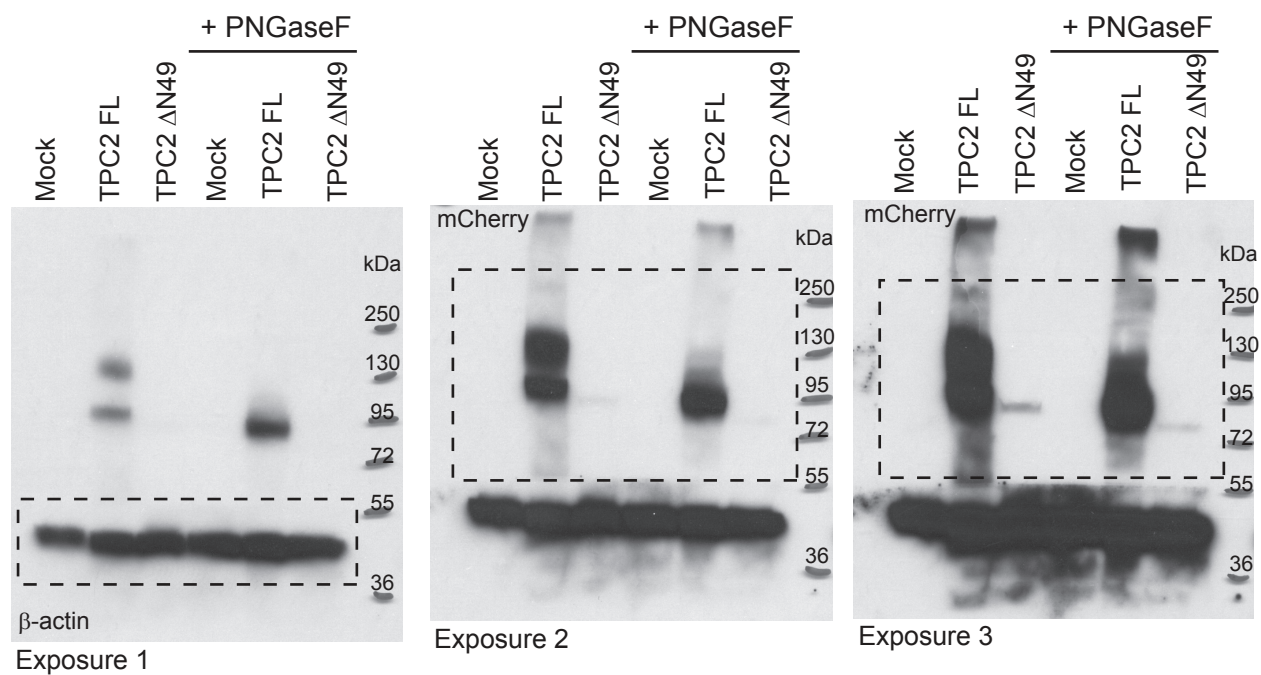 + PNGaseF
Mock
TPC2 FL
TPC2 ΔN49
Mock
TPC2 FL
TPC2 ΔN49
kDa
250
130
95
72
55
36
β-actin
Exposure 1
+ PNGaseF
Mock
TPC2 FL
TPC2 ΔN49
Mock
TPC2 FL
TPC2 ΔN49
mCherry
kDa
250
130
95
72
55
36
Exposure 2
+ PNGaseF
Mock
TPC2 FL
TPC2 ΔN49
Mock
TPC2 FL
TPC2 ΔN49
mCherry
kDa
250
130
95
72
55
36
Exposure 3